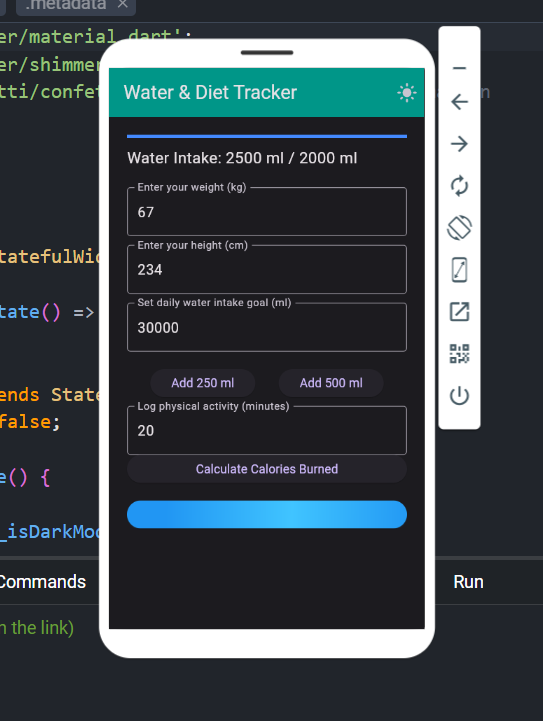 .metadata ×
er/material.dart';
er/shimmer
tti/confet
n
Water & Diet Tracker
Water Intake: 2500 ml / 2000 ml
Enter your weight (kg)
67
Enter your height (cm)
234
Set daily water intake goal (ml)
30000
Add 250 ml Add 500 ml
Log physical activity (minutes)
20
Calculate Calories Burned
tatefulWid
tate() =>
ends State
false;
e() {
_isDarkMod
Commands Run
n the link)